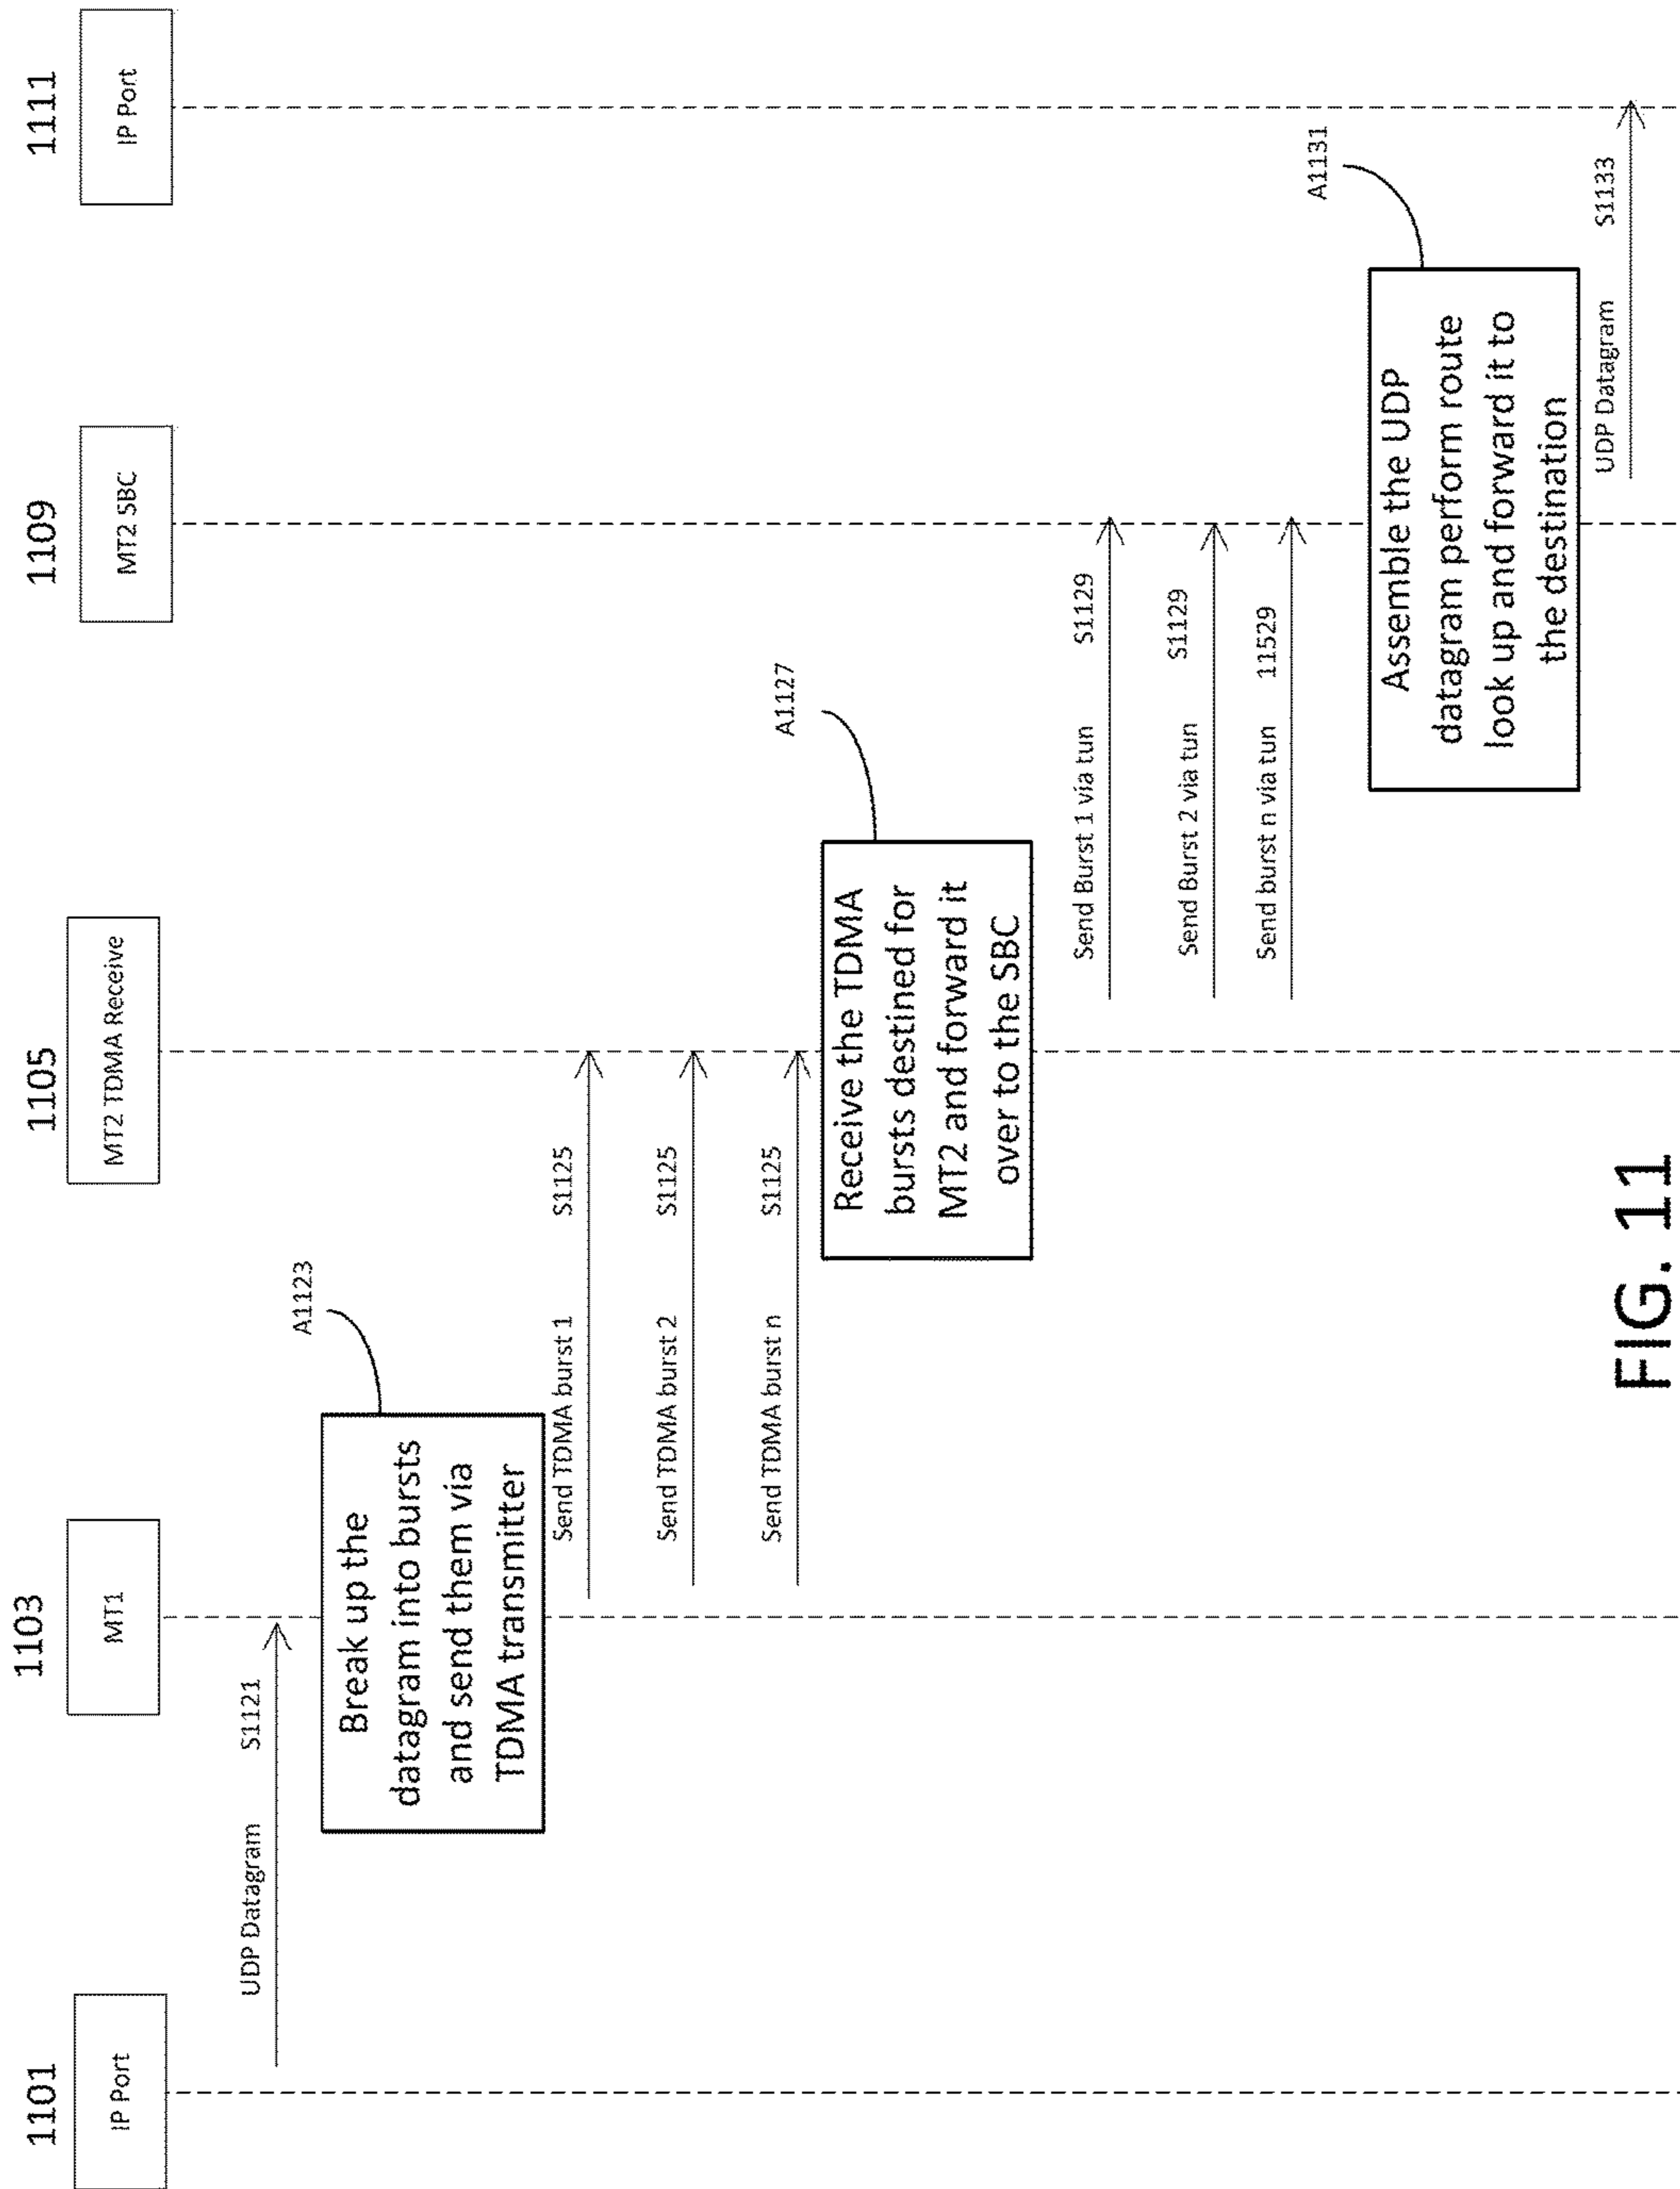 1101
1103
1105
1109
1111
IP Port
MT1
MT2 TDMA Receive
MT2 SBC
IP Port
UDP Datagram S1121
A1123
Break up the
datagram into bursts
and send them via
TDMA transmitter
Send TDMA burst 1 S1125
Send TDMA burst 2 S1125
Send TDMA burst n S1125
A1127
Receive the TDMA
bursts destined for
MT2 and forward it
over to the SBC
Send Burst 1 via tun S1129
Send Burst 2 via tun S1129
Send burst n via tun 11529
A1131
Assemble the UDP
datagram perform route
look up and forward it to
the destination
UDP Datagram S1133
FIG. 11